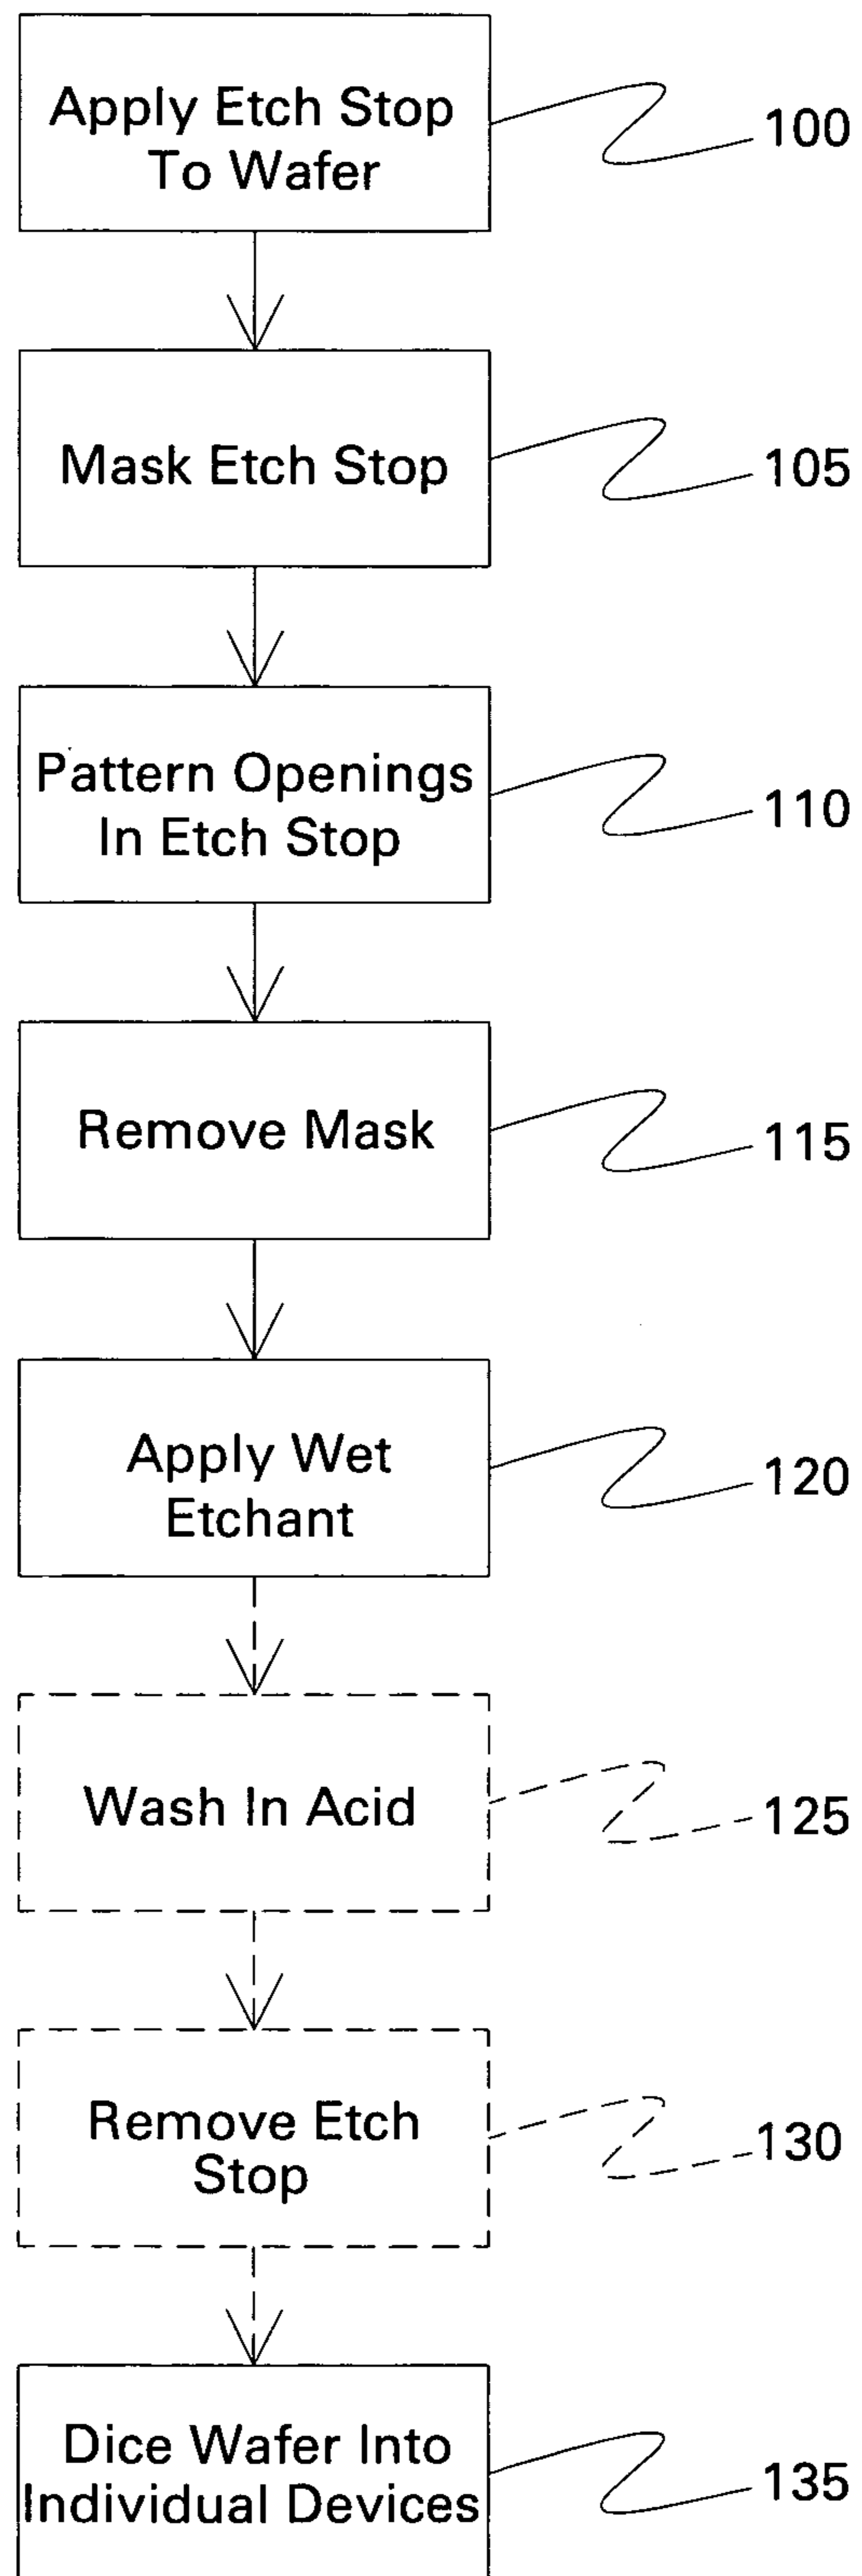 Apply Etch Stop
To Wafer
100
Mask Etch Stop
105
Pattern Openings
In Etch Stop
110
Remove Mask
115
Apply Wet
Etchant
120
Wash In Acid
125
Remove Etch
Stop
130
Dice Wafer Into
Individual Devices
135